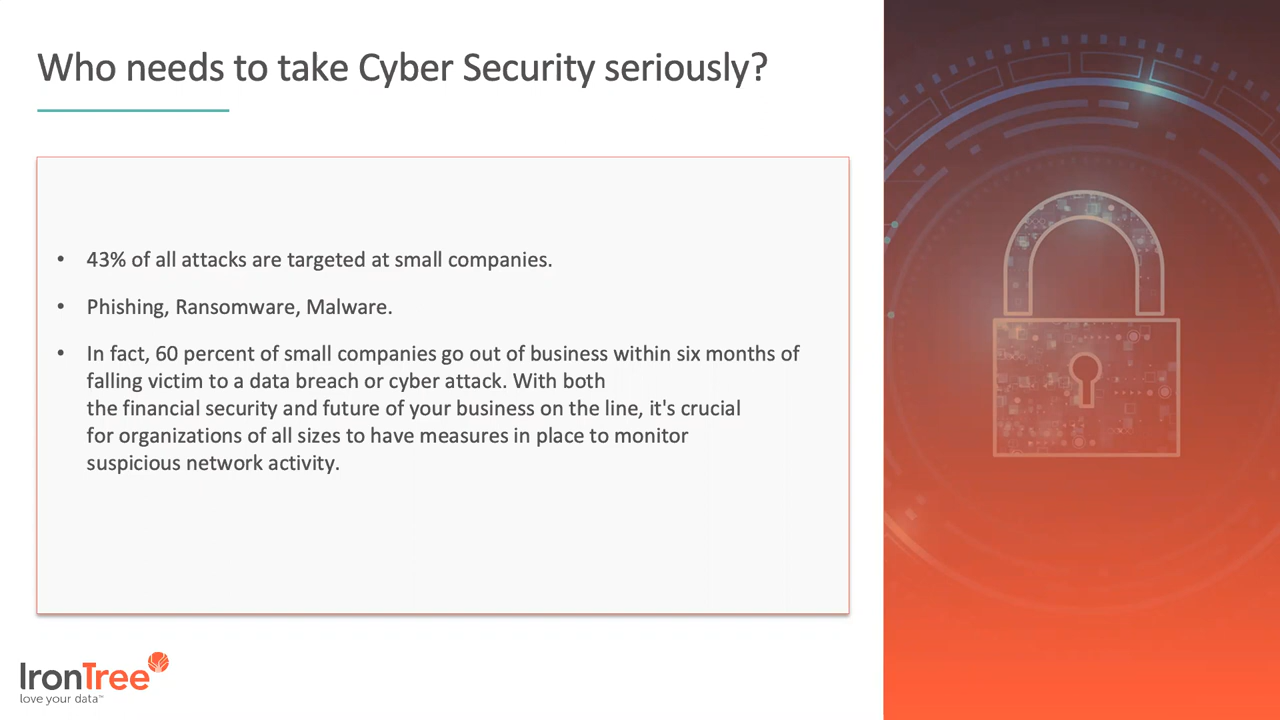 Who needs to take Cyber Security seriously?
• 43% of all attacks are targeted at small companies.
• Phishing, Ransomware, Malware.
• In fact, 60 percent of small companies go out of business within six months of
falling victim to a data breach or cyber attack. With both
the financial security and future of your business on the line, it's crucial
for organizations of all sizes to have measures in place to monitor
suspicious network activity.
IronTree
love your data™